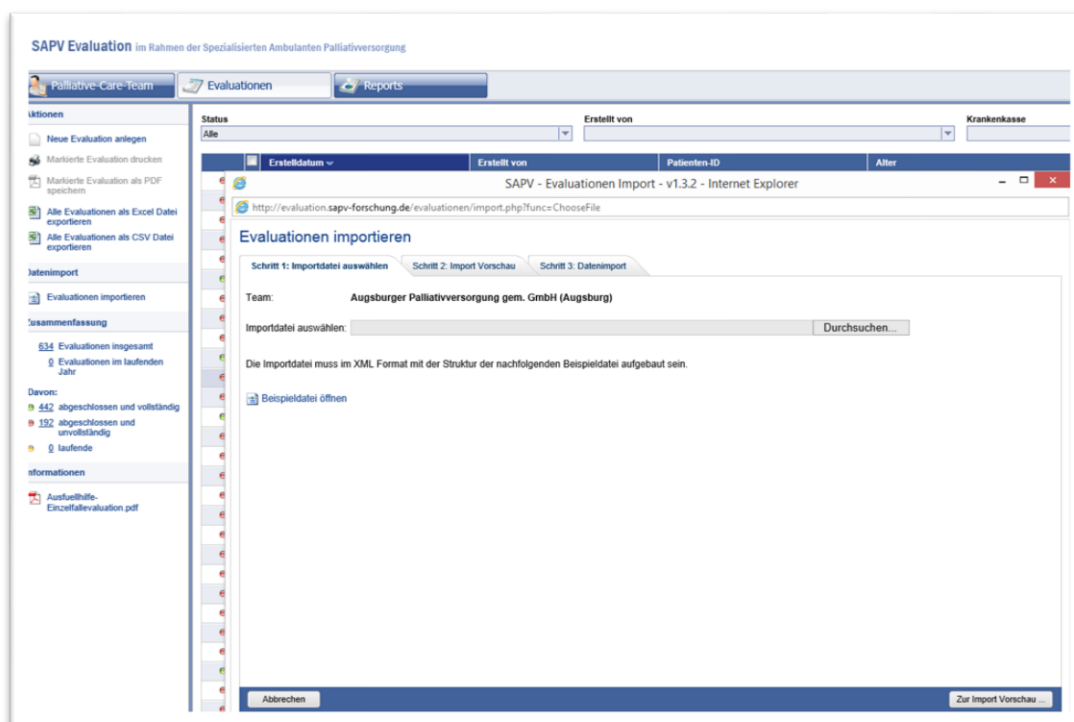 SAPV Evaluation im Rahmen der Spezialisierten Ambulanten Palliativversorgung
Palliative-Care-Team
Evaluationen
Reports
Aktionen
Neue Evaluation anlegen
Markierte Evaluation drucken
Markierte Evaluation als PDF
speichern
Alle Evaluationen als Excel Datei
exportieren
Alle Evaluationen als CSV Datei
exportieren
Datenimport
Evaluationen importieren
Zusammenfassung
634 Evaluationen insgesamt
0 Evaluationen im laufenden
Jahr
Davon:
442 abgeschlossen und vollständig
192 abgeschlossen und
unvollständig
0 laufende
Informationen
Ausfuellhilfe-
Einzelfallevaluation.pdf
Status
Erstellt von
Krankenkasse
Alle
Erstelldatum
Erstellt von
Patienten-ID
Alter
SAPV - Evaluationen Import - v1.3.2 - Internet Explorer
http://evaluation.sapv-forschung.de/evaluationen/import.php?func=ChooseFile
Evaluationen importieren
Schritt 1: Importdatei auswählen
Schritt 2: Import Vorschau
Schritt 3: Datenimport
Team: Augsburger Palliativversorgung gem. GmbH (Augsburg)
Importdatei auswählen:
Durchsuchen...
Die Importdatei muss im XML Format mit der Struktur der nachfolgenden Beispieldatei aufgebaut sein.
Beispieldatei öffnen
Abbrechen
Zur Import Vorschau ...